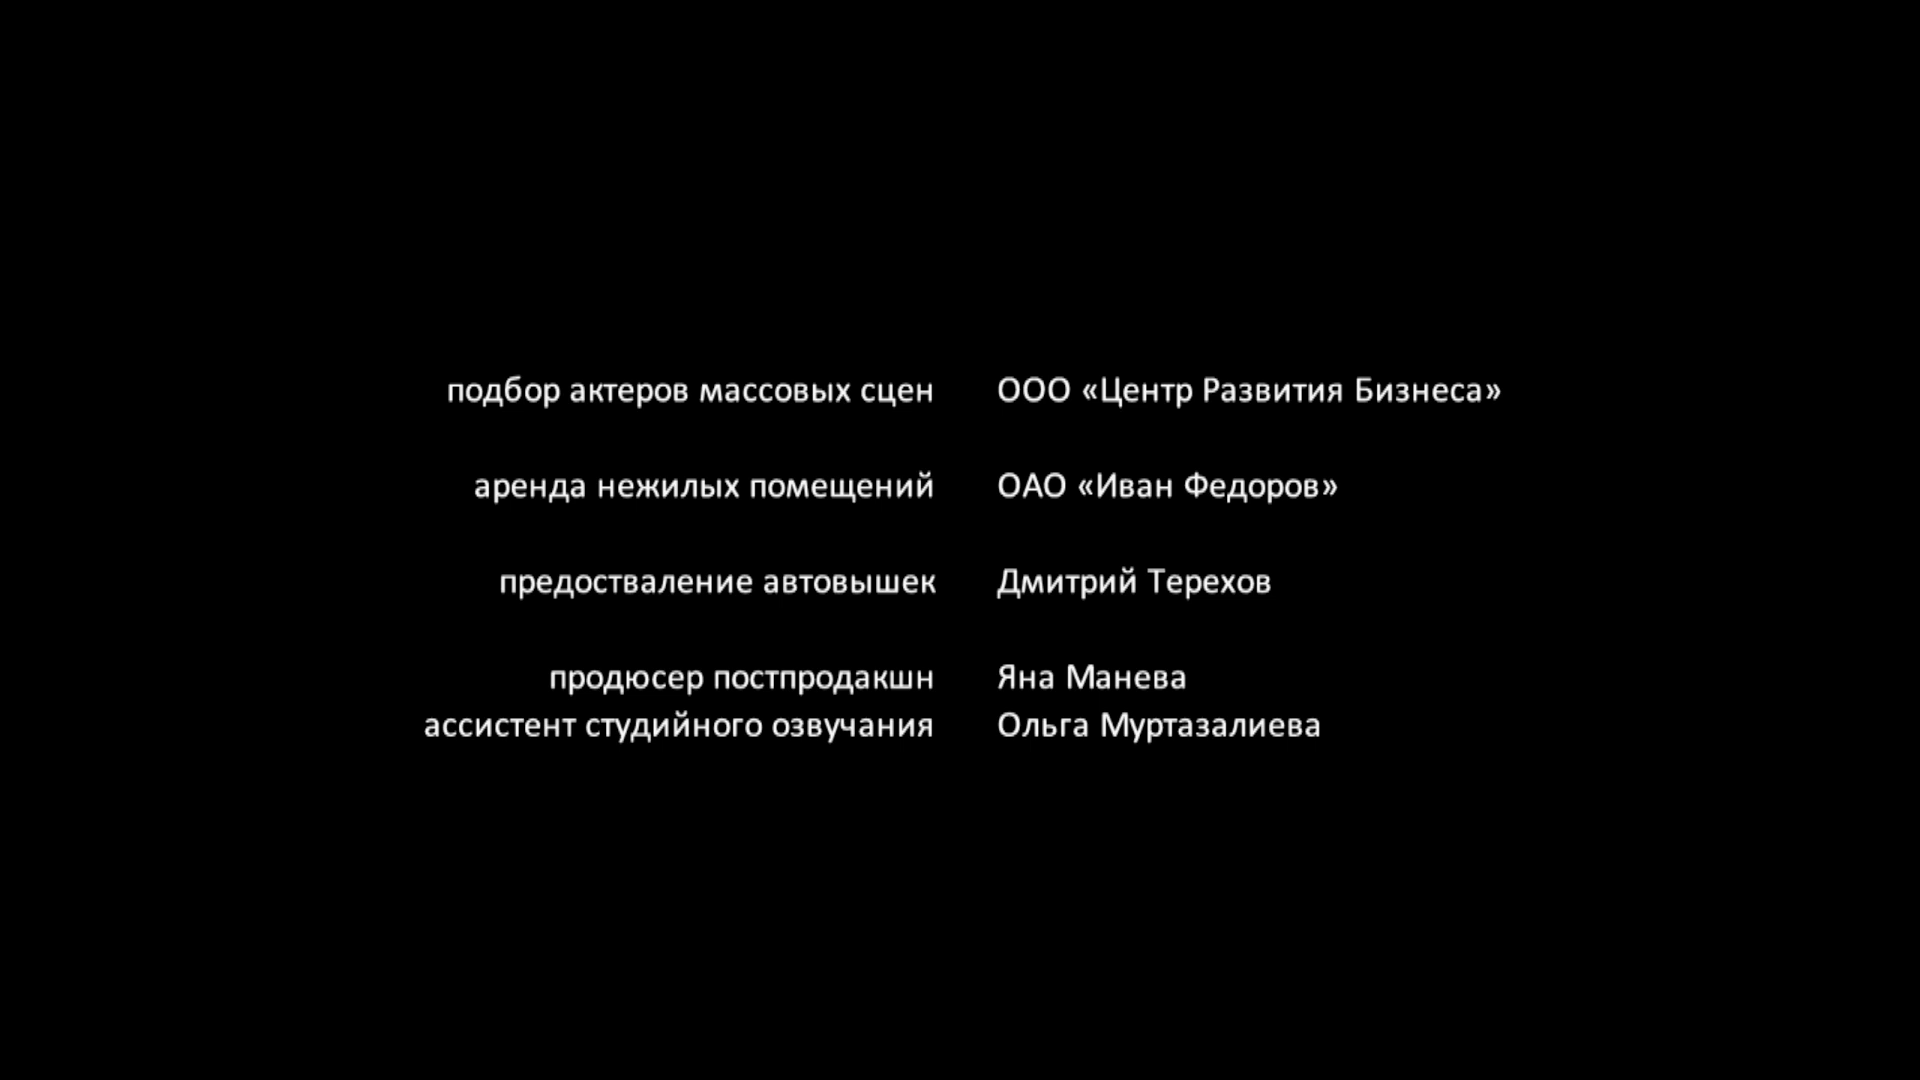 подбор актеров массовых сцен ООО «Центр Развития Бизнеса»
аренда нежилых помещений ОАО «Иван Федоров»
предостваление автовышек Дмитрий Терехов
продюсер постпродакшн Яна Манева
ассистент студийного озвучания Ольга Муртазалиева